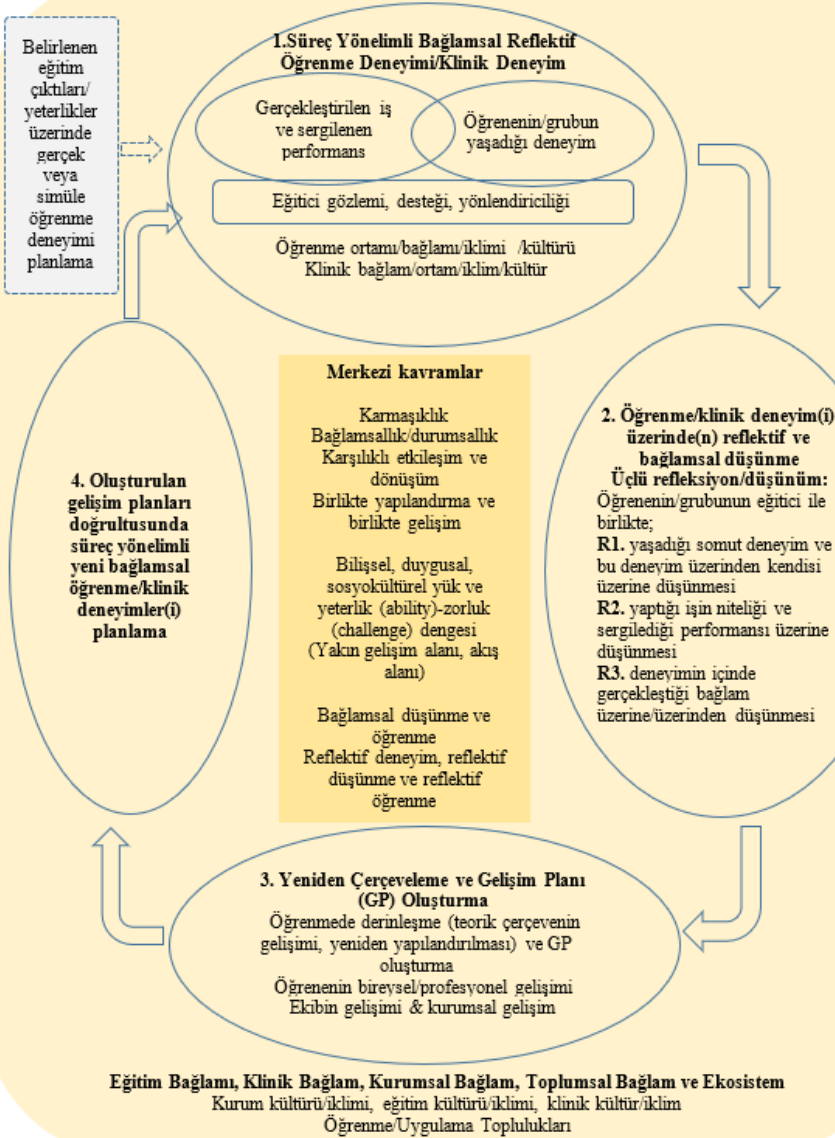 Belirlenen
eğitim
çıktıları/
yeterlikler
üzerinde
gerçek
veya
simüle
öğrenme
deneyimi
planlama
1.Süreç Yönelimli Bağlamsal Reflektif
Öğrenme Deneyimi/Klinik Deneyim
Gerçekleştirilen iş
ve sergilenen
performans
Öğrenenin/grubun
yaşadığı deneyim
Eğitici gözlemi, desteği, yönlendiriciliği
Öğrenme ortamı/bağlamı/iklimi /kültürü
Klinik bağlam/ortam/iklim/kültür
2. Öğrenme/klinik deneyim(i)
üzerinde(n) reflektif ve
bağlamsal düşünme
Üçlü refleksiyon/düşünüm:
Öğrenenin/grubunun eğitici ile
birlikte;
R1. yaşadığı somut deneyim ve
bu deneyim üzerinden kendisi
üzerine düşünmesi
R2. yaptığı işin niteliği ve
sergilediği performansı üzerine
düşünmesi
R3. deneyimin içinde
gerçekleştiği bağlam
üzerine/üzerinden düşünmesi
Merkezi kavramlar
Karmaşıklık
Bağlamsallık/durumsallık
Karşılıklı etkileşim ve
dönüşüm
Birlikte yapılandırma ve
birlikte gelişim
Bilişsel, duygusal,
sosyokültürel yük ve
yeterlik (ability)-zorluk
(challenge) dengesi
(Yakın gelişim alanı, akış
alanı)
Bağlamsal düşünme ve
öğrenme
Reflektif deneyim, reflektif
düşünme ve reflektif
öğrenme
3. Yeniden Çerçeveleme ve Gelişim Planı
(GP) Oluşturma
Öğrenmede derinleşme (teorik çerçevenin
gelişimi, yeniden yapılandırılması) ve GP
oluşturma
Öğrenenin bireysel/profesyonel gelişimi
Ekibin gelişimi & kurumsal gelişim
4. Oluşturulan
gelişim planları
doğrultusunda
süreç yönelimli
yeni bağlamsal
öğrenme/klinik
deneyimler(i)
planlama
Eğitim Bağlamı, Klinik Bağlam, Kurumsal Bağlam, Toplumsal Bağlam ve Ekosistem
Kurum kültürü/iklimi, eğitim kültürü/iklimi, klinik kültür/iklim
Öğrenme/Uygulama Toplulukları